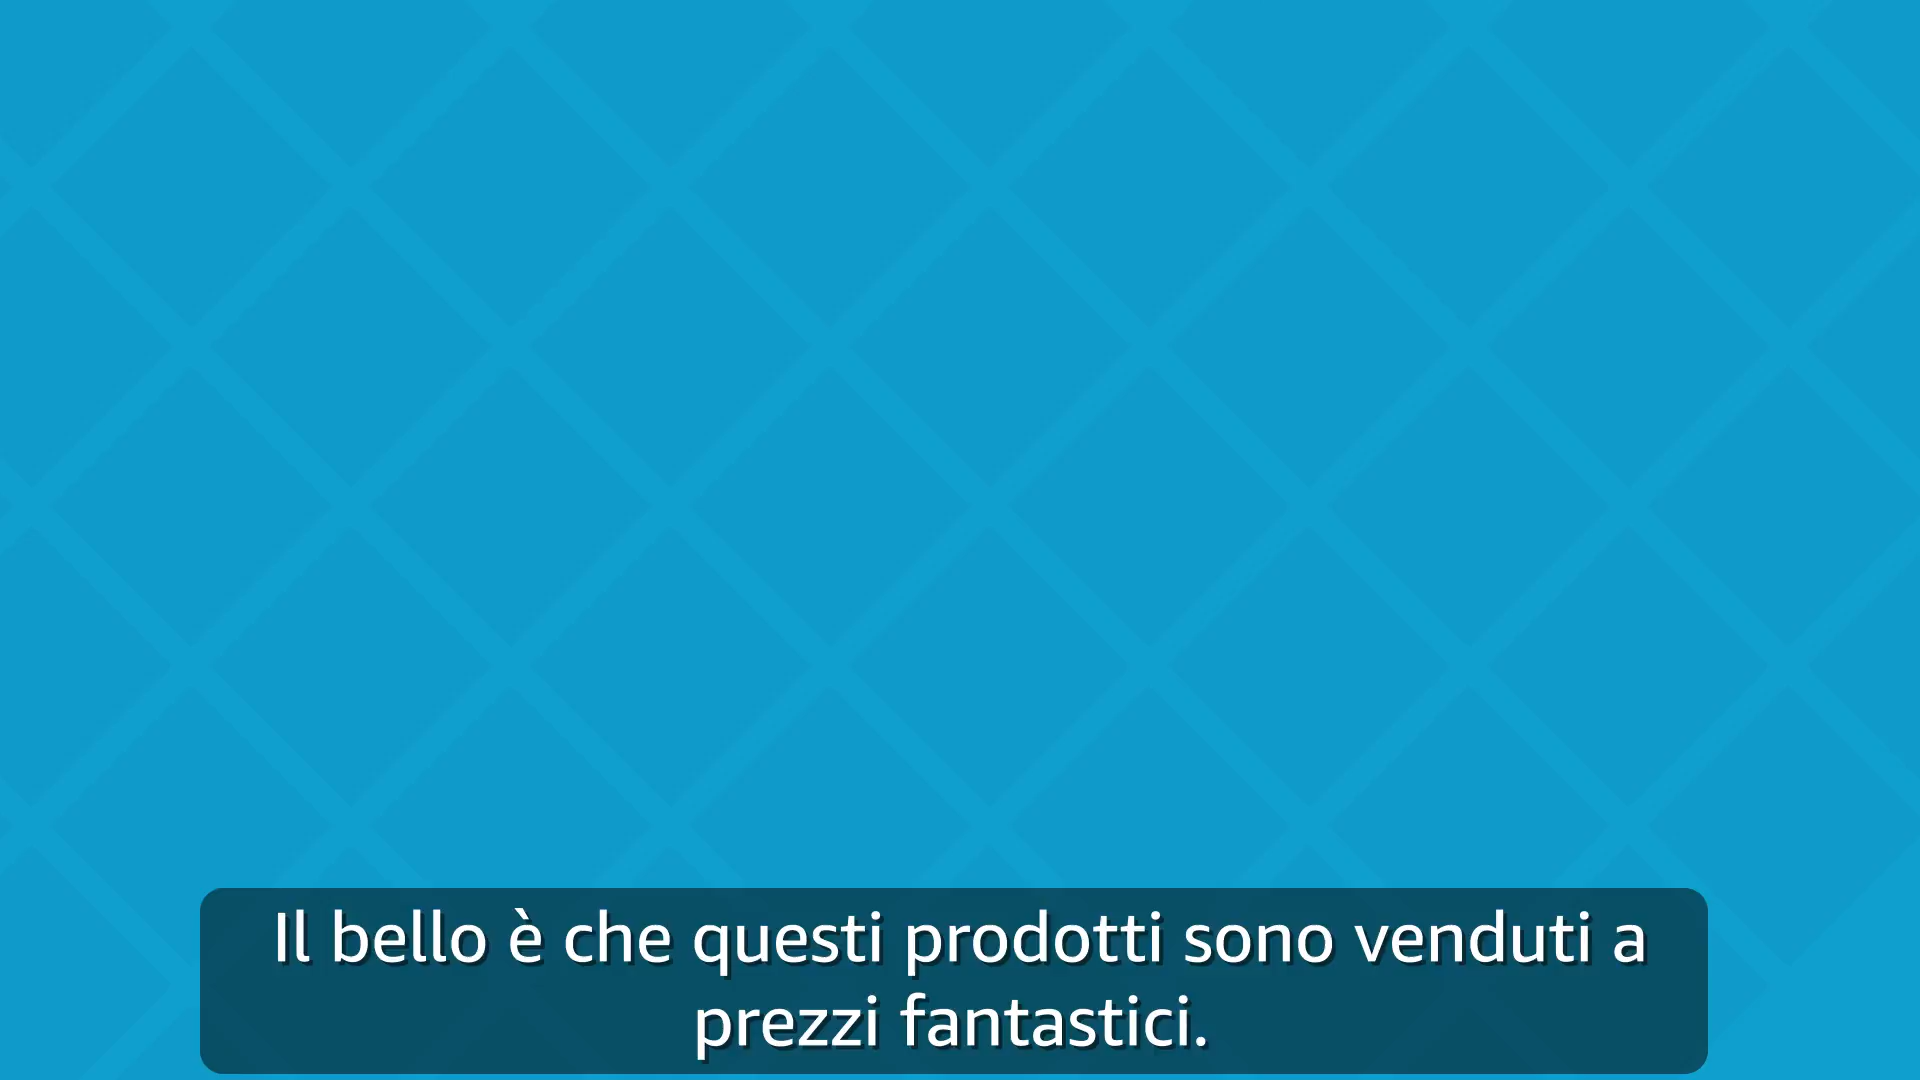 Il bello è che questi prodotti sono venduti a
prezzi fantastici.